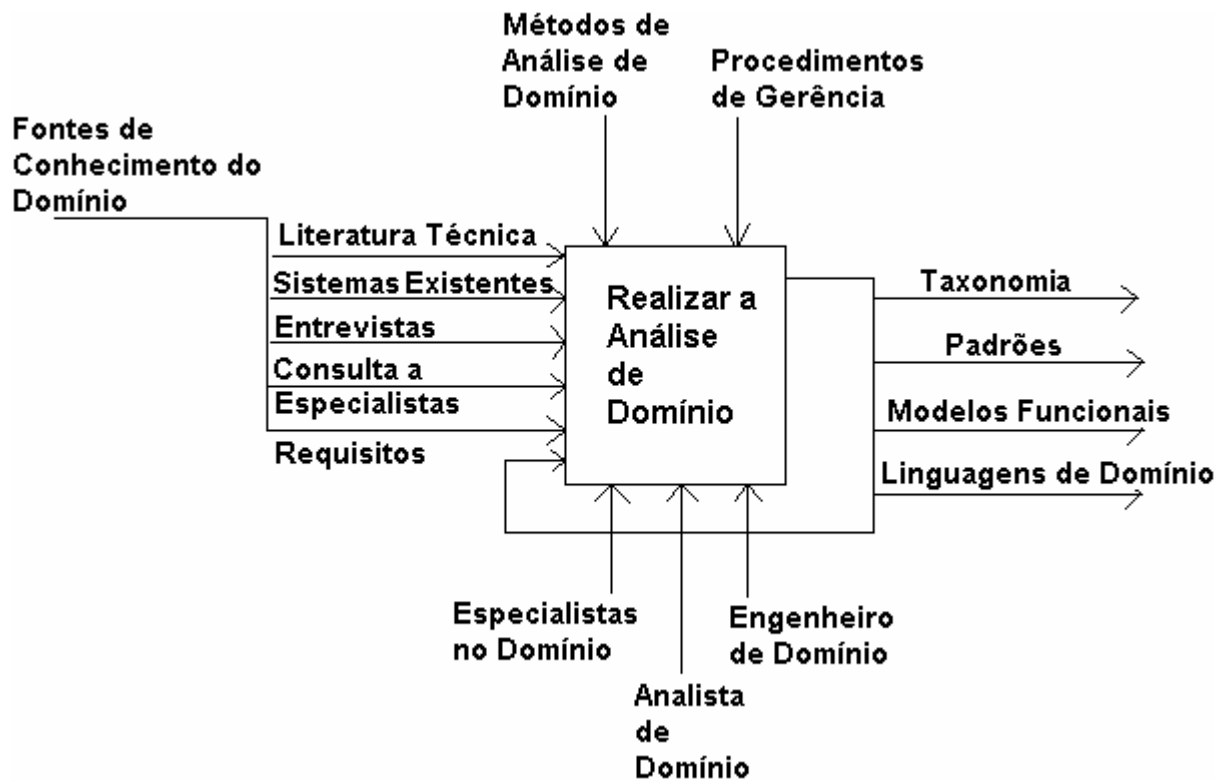 Métodos de
Análise de
Domínio
Procedimentos
de Gerência
Fontes de
Conhecimento do
Domínio
Literatura Técnica
Sistemas Existentes
Entrevistas
Consulta a
Especialistas
Requisitos
Realizar a
Análise
de
Domínio
Taxonomia
Padrões
Modelos Funcionais
Linguagens de Domínio
Especialistas
no Domínio
Analista
de
Domínio
Engenheiro
de Domínio